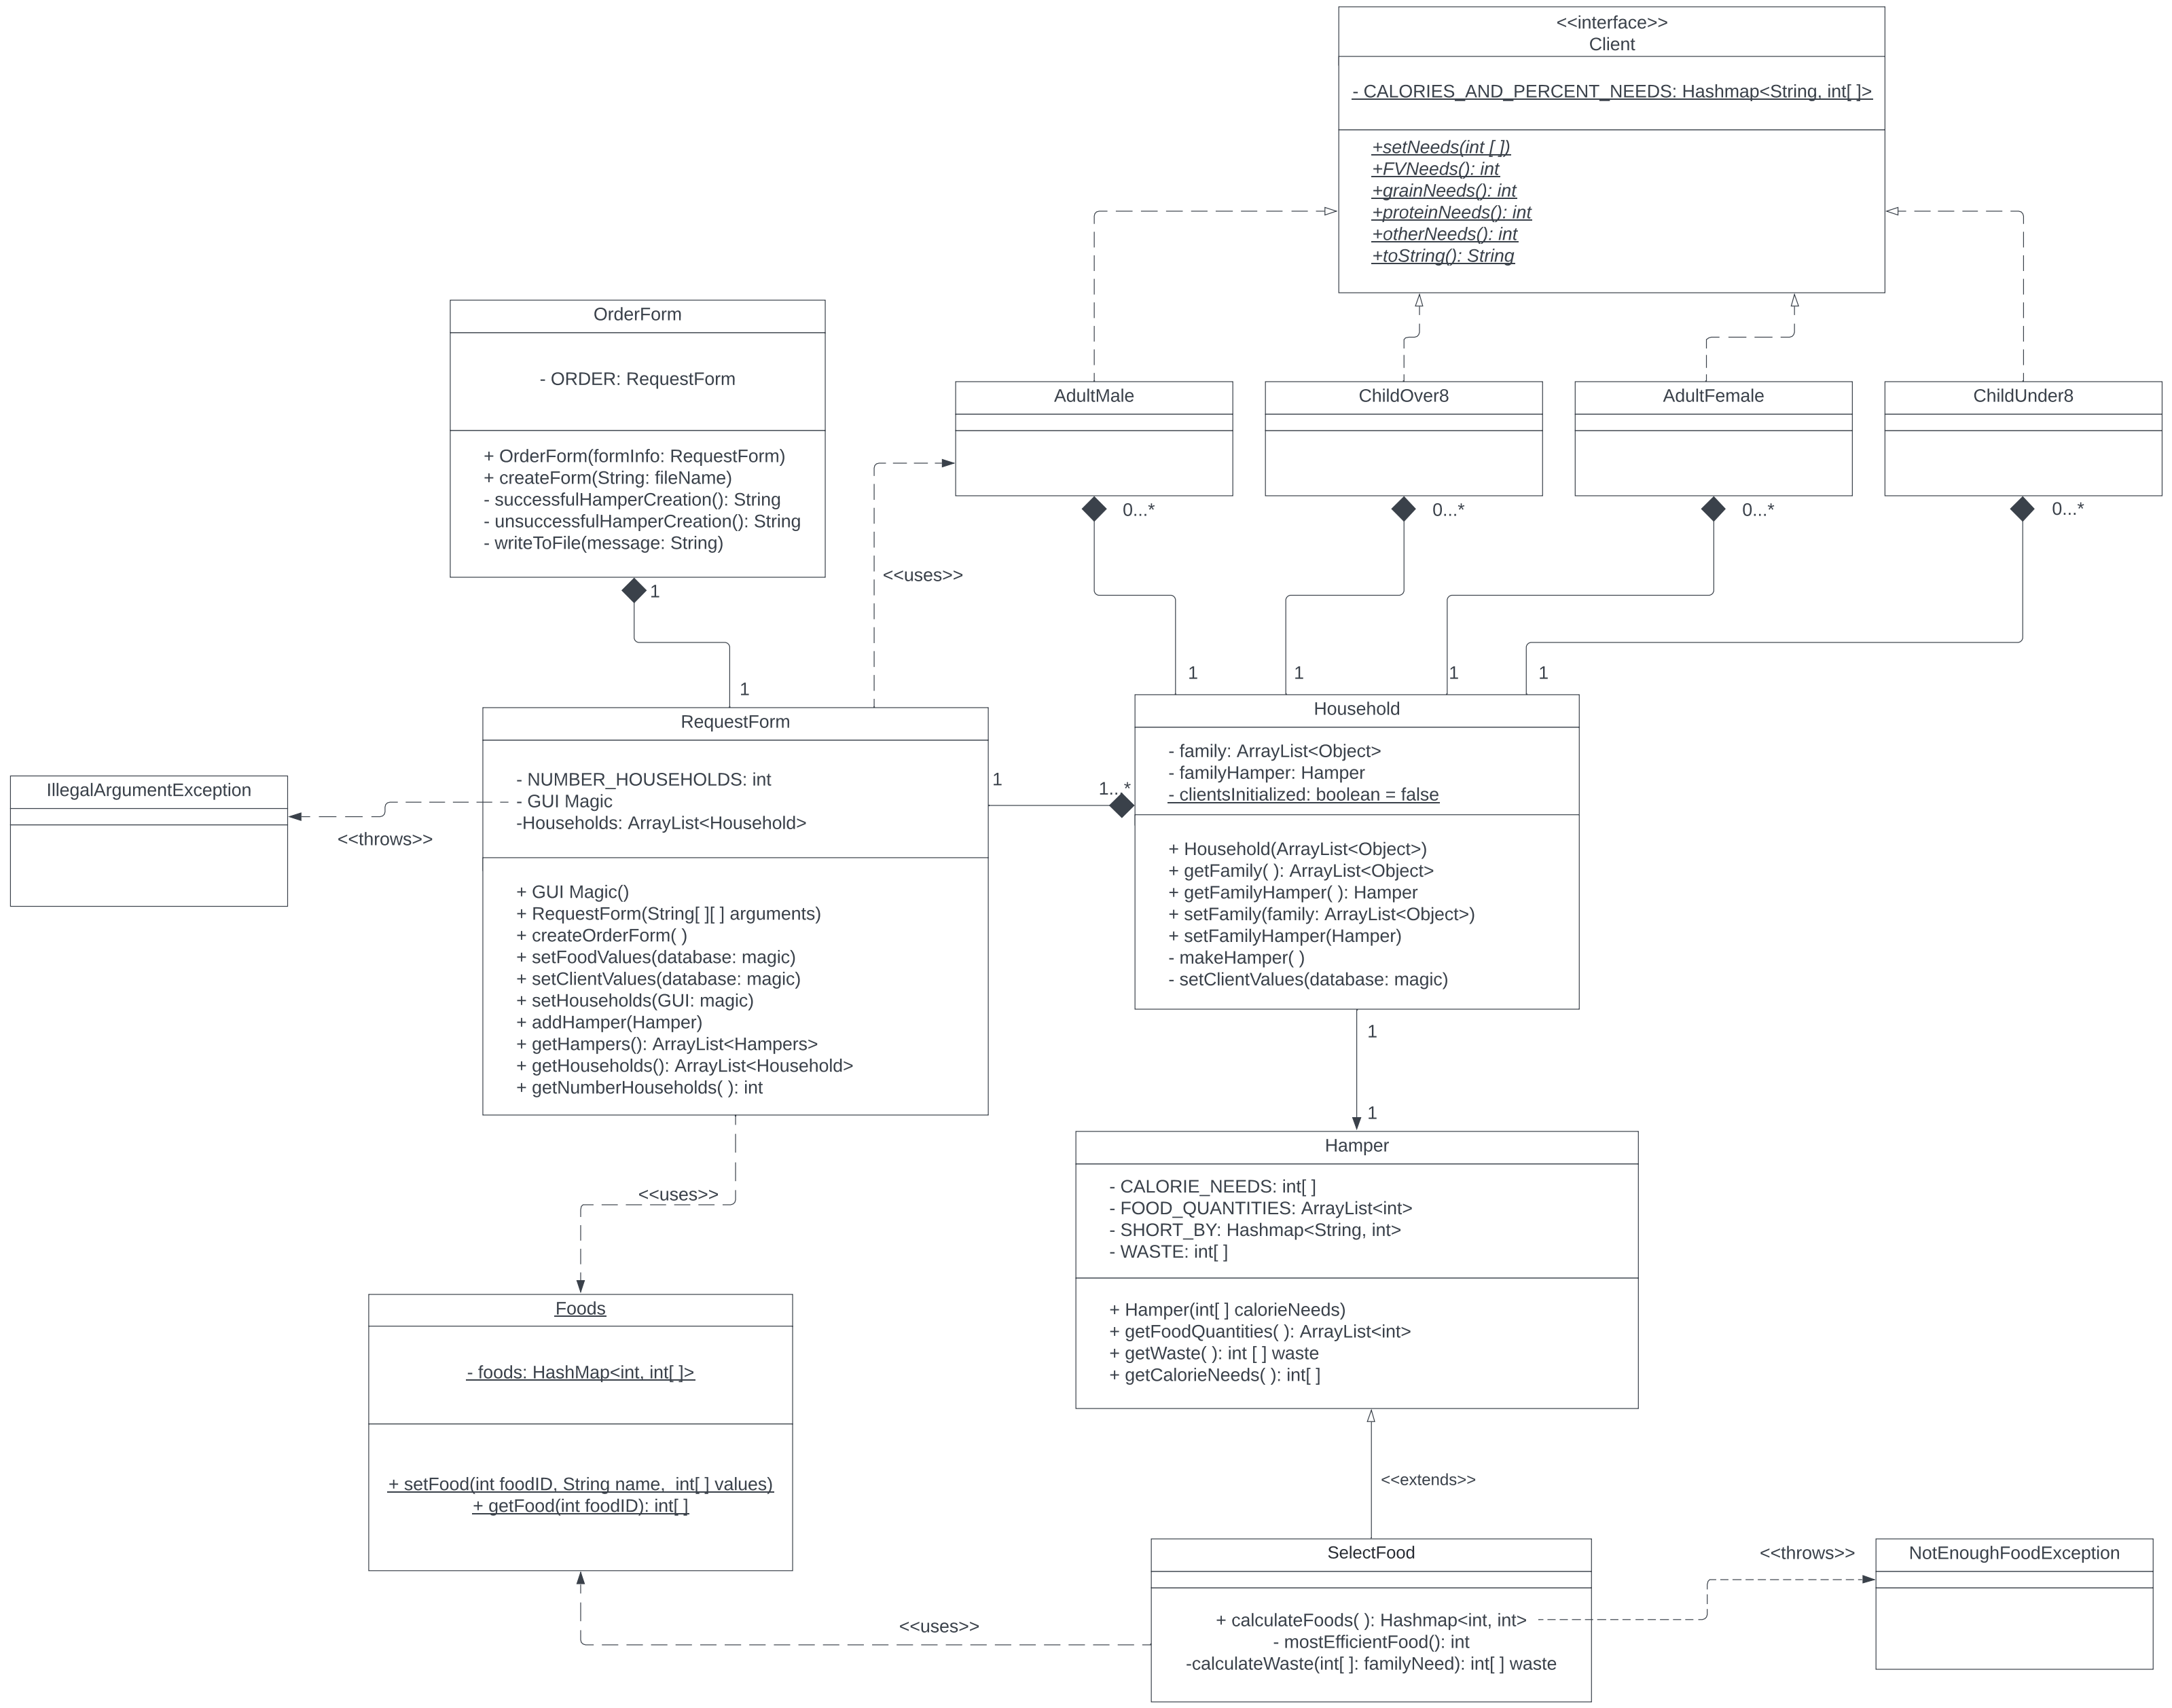 <<interface>>
Client
- CALORIES_AND_PERCENT_NEEDS: Hashmap<String, int[ ]>
+setNeeds(int [ ])
+FVNeeds(): int
+grainNeeds(): int
+proteinNeeds(): int
+otherNeeds(): int
+toString(): String
OrderForm
- ORDER: RequestForm
+ OrderForm(formInfo: RequestForm)
+ createForm(String: fileName)
- successfulHamperCreation(): String
- unsuccessfulHamperCreation(): String
- writeToFile(message: String)
AdultMale
ChildOver8
AdultFemale
ChildUnder8
0...*
0...*
0...*
0...*
<<uses>>
1
1
1
1
1
1
RequestForm
- NUMBER_HOUSEHOLDS: int
- GUI Magic
-Households: ArrayList<Household>
+ GUI Magic()
+ RequestForm(String[ ][ ] arguments)
+ createOrderForm( )
+ setFoodValues(database: magic)
+ setClientValues(database: magic)
+ setHouseholds(GUI: magic)
+ addHamper(Hamper)
+ getHampers(): ArrayList<Hampers>
+ getHouseholds(): ArrayList<Household>
+ getNumberHouseholds( ): int
IllegalArgumentException
<<throws>>
1
1...*
Household
- family: ArrayList<Object>
- familyHamper: Hamper
- clientsInitialized: boolean = false
+ Household(ArrayList<Object>)
+ getFamily( ): ArrayList<Object>
+ getFamilyHamper( ): Hamper
+ setFamily(family: ArrayList<Object>)
+ setFamilyHamper(Hamper)
- makeHamper( )
- setClientValues(database: magic)
1
1
Hamper
- CALORIE_NEEDS: int[ ]
- FOOD_QUANTITIES: ArrayList<int>
- SHORT_BY: Hashmap<String, int>
- WASTE: int[ ]
+ Hamper(int[ ] calorieNeeds)
+ getFoodQuantities( ): ArrayList<int>
+ getWaste( ): int [ ] waste
+ getCalorieNeeds( ): int[ ]
<<uses>>
Foods
- foods: HashMap<int, int[ ]>
+ setFood(int foodID, String name,  int[ ] values)
+ getFood(int foodID): int[ ]
<<extends>>
SelectFood
+ calculateFoods( ): Hashmap<int, int>
- mostEfficientFood(): int
-calculateWaste(int[ ]: familyNeed): int[ ] waste
<<uses>>
<<throws>>
NotEnoughFoodException